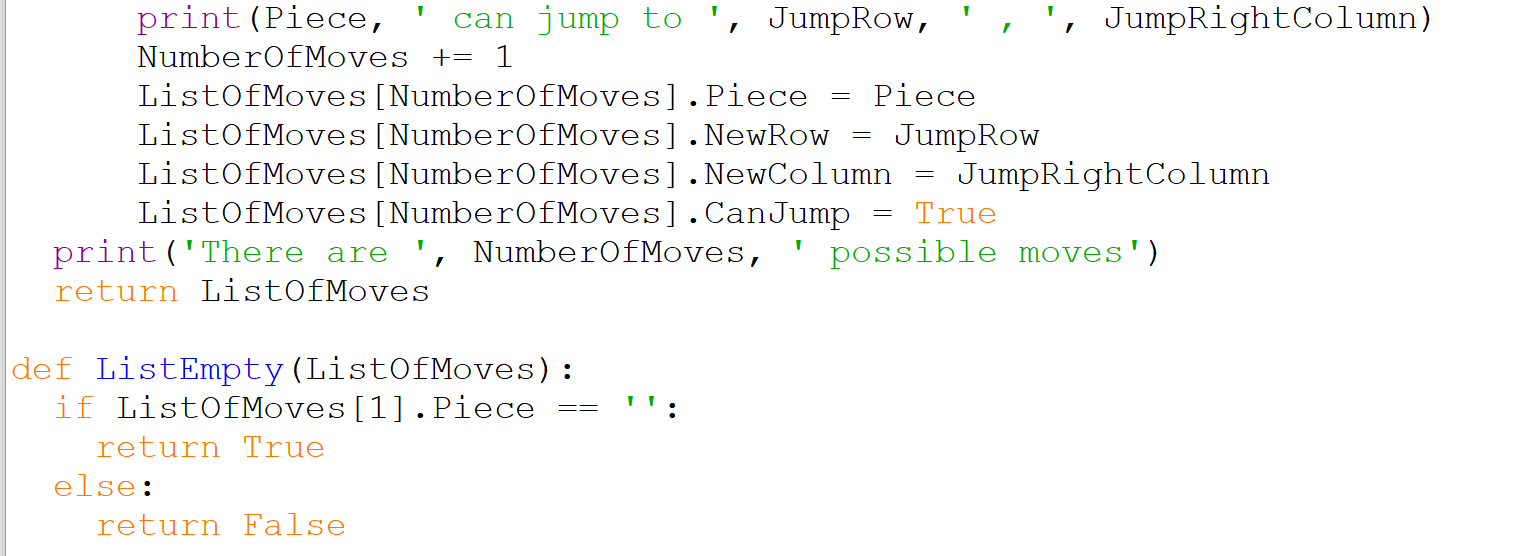 print(Piece, ' can jump to ', JumpRow, ' , ', JumpRightColumn)
NumberOfMoves += 1
ListOfMoves[NumberOfMoves].Piece = Piece
ListOfMoves[NumberOfMoves].NewRow = JumpRow
ListOfMoves[NumberOfMoves].NewColumn = JumpRightColumn
ListOfMoves[NumberOfMoves].CanJump = True
print('There are ', NumberOfMoves, ' possible moves')
return ListOfMoves
def ListEmpty(ListOfMoves):
if ListOfMoves[1].Piece == '':
return True
else:
return False